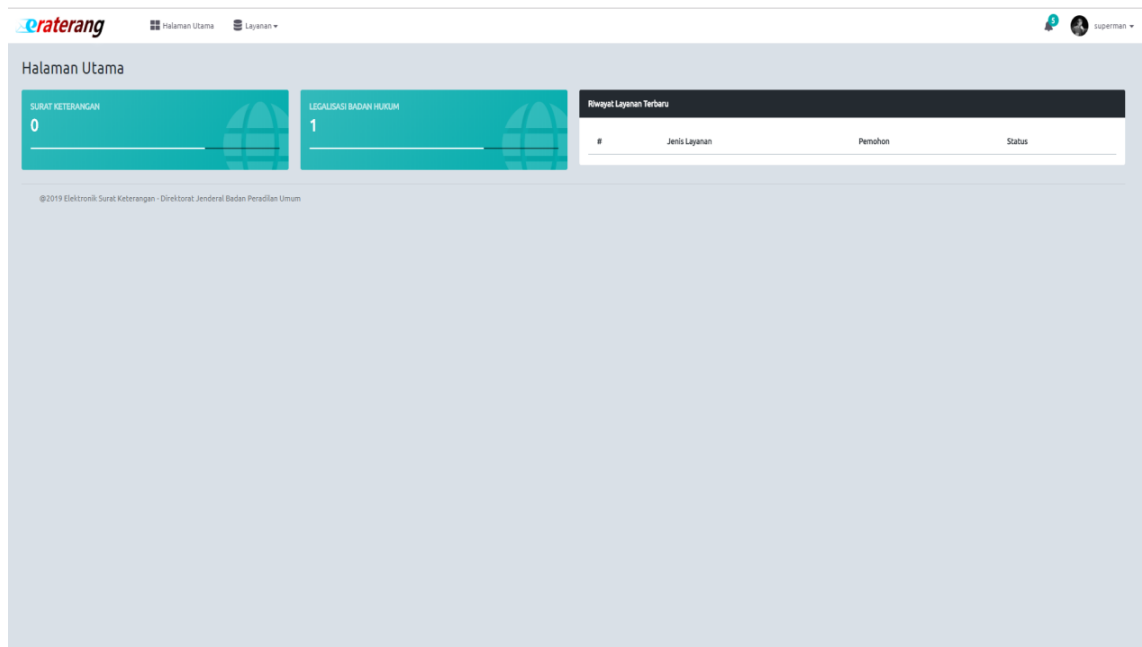 eraterang
Halaman Utama
Layanan
5
superman
Halaman Utama
SURAT KETERANGAN
0
LEGALISASI BADAN HUKUM
1
Riwayat Layanan Terbaru
# Jenis Layanan Pemohon Status
@2019 Elektronik Surat Keterangan - Direktorat Jenderal Badan Peradilan Umum